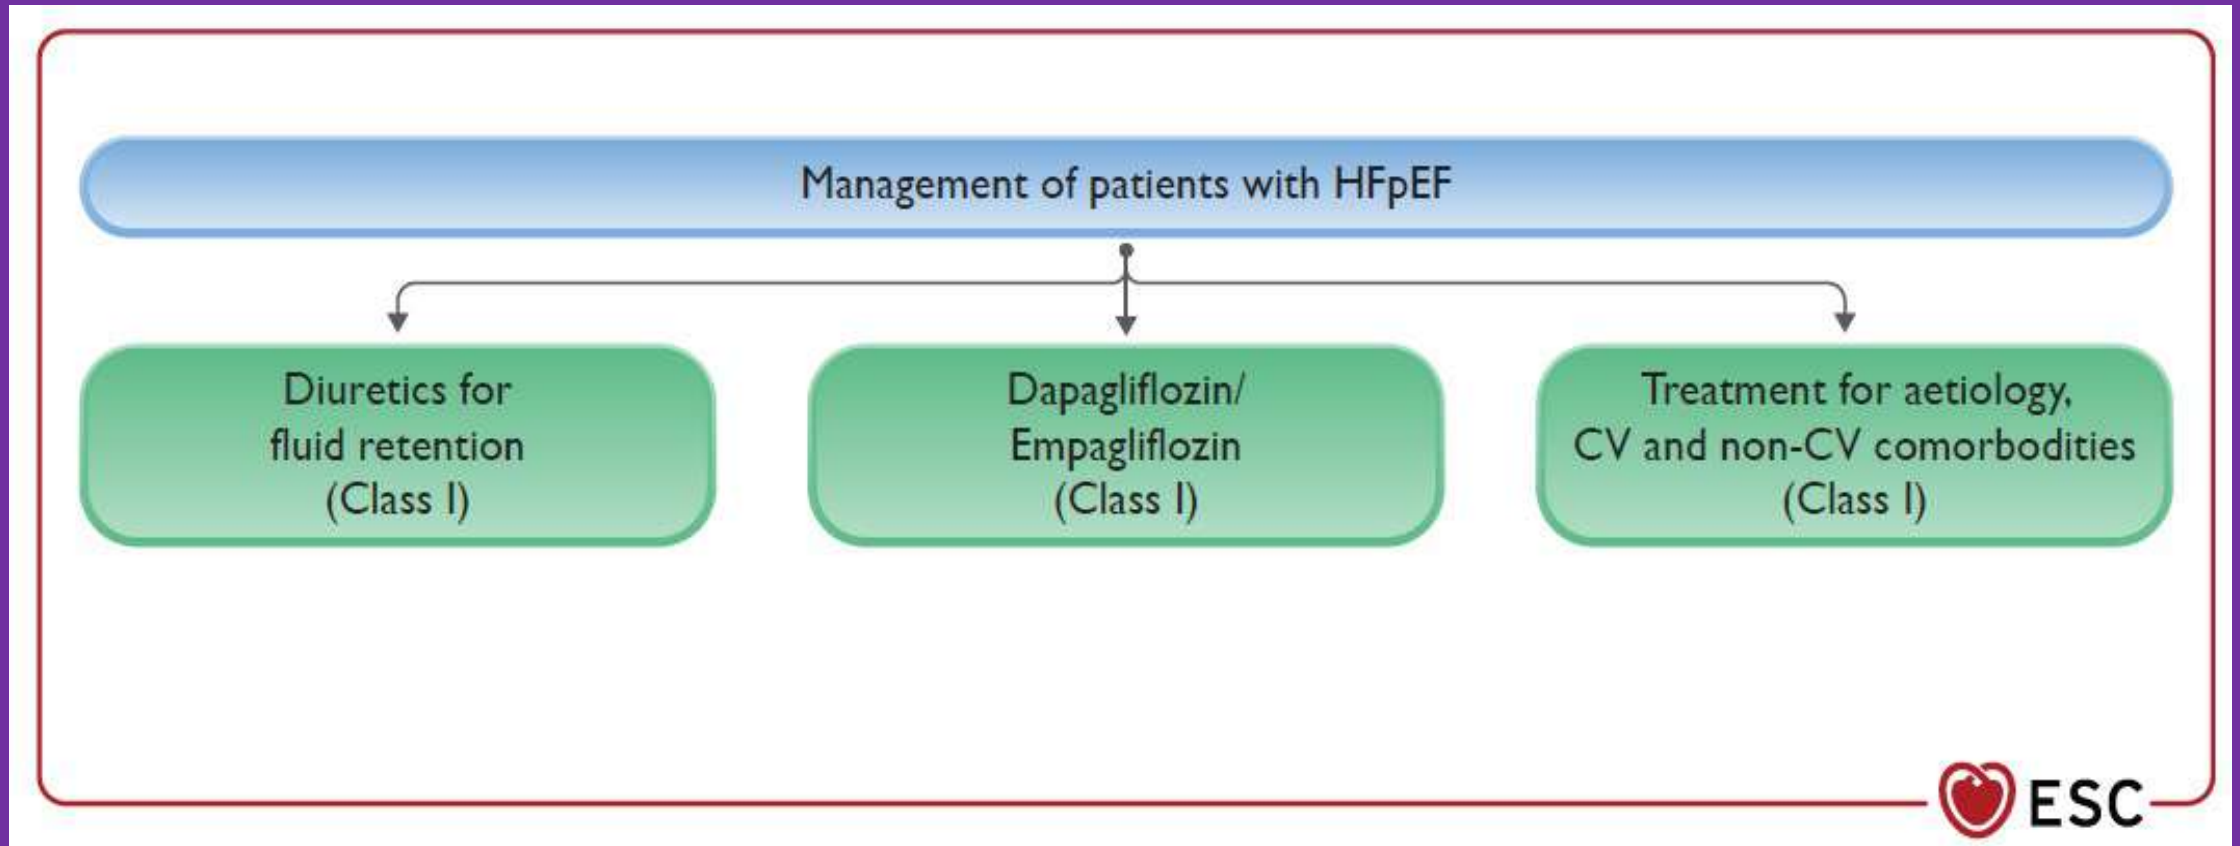 Management of patients with HFpEF
Diuretics for
fluid retention
(Class I)
Dapagliflozin/
Empagliflozin
(Class I)
Treatment for aetiology,
CV and non-CV comorbodities
(Class I)
ESC